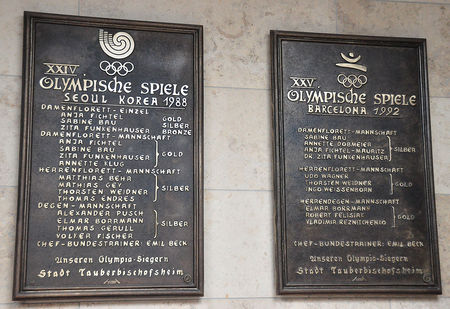 XXIV
OLYMPISCHE SPIELE
SEOUL KOREA 1988
DAMENFLORETT-EINZEL
ANJA FICHTEL GOLD
SABINE BAU SILBER
ZITA FUNKENHAUSER BRONZE
DAMENFLORETT-MANNSCHAFT
ANJA FICHTEL
SABINE BAU
ZITA FUNKENHAUSER GOLD
ANNETTE KLUG
HERRENFLORETT-MANNSCHAFT
MATTHIAS BEHR
MATHIAS GEY
THORSTEN WEIDNER SILBER
THOMAS ENDRES
DEGEN-MANNSCHAFT
ALEXANDER PUSCH
ELMAR BORRMANN
THOMAS GERULL SILBER
VOLKER FISCHER
CHEF-BUNDESTRAINER: EMIL BECK
Unseren Olympia-Siegern
Stadt Tauberbischofsheim
XXV
OLYMPISCHE SPIELE
BARCELONA 1992
DAMENFLORETT-MANNSCHAFT
SABINE BAU
ANNETTE DOBMEIER
ANJA FICHTEL-MAURITZ SILBER
DR. ZITA FUNKENHAUSER
HERRENFLORETT-MANNSCHAFT
UDO WAGNER
THORSTEN WEIDNER GOLD
INGO WEISSENBORN
HERRENDEGEN-MANNSCHAFT
ELMAR BORRMANN
ROBERT FELISIAK GOLD
VLADIMIR REZNITCHENKO
CHEF-BUNDESTRAINER: EMIL BECK
Unseren Olympia-Siegern
Stadt Tauberbischofsheim